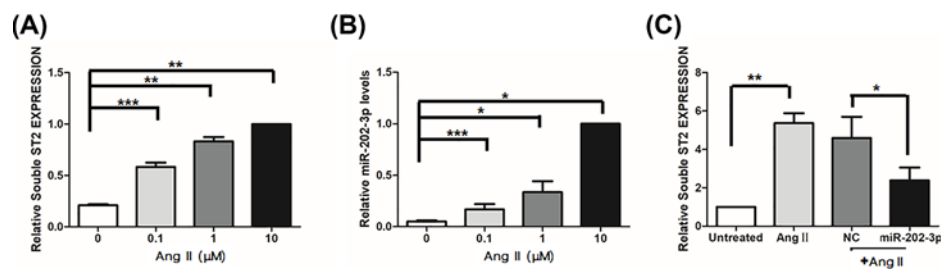 (A)
Relative Souble ST2 EXPRESSION
1.5
1.0
0.5
0.0
**
**
***
0 0.1 1 10
Ang II (μM)
(B)
Relative miR-202-3p levels
1.5
1.0
0.5
0.0
*
*
***
0 0.1 1 10
Ang II (μM)
(C)
Relative Souble EXPRESSION
8
6
4
2
0
**
*
Untreated Ang II NC miR-202-3p
+Ang II